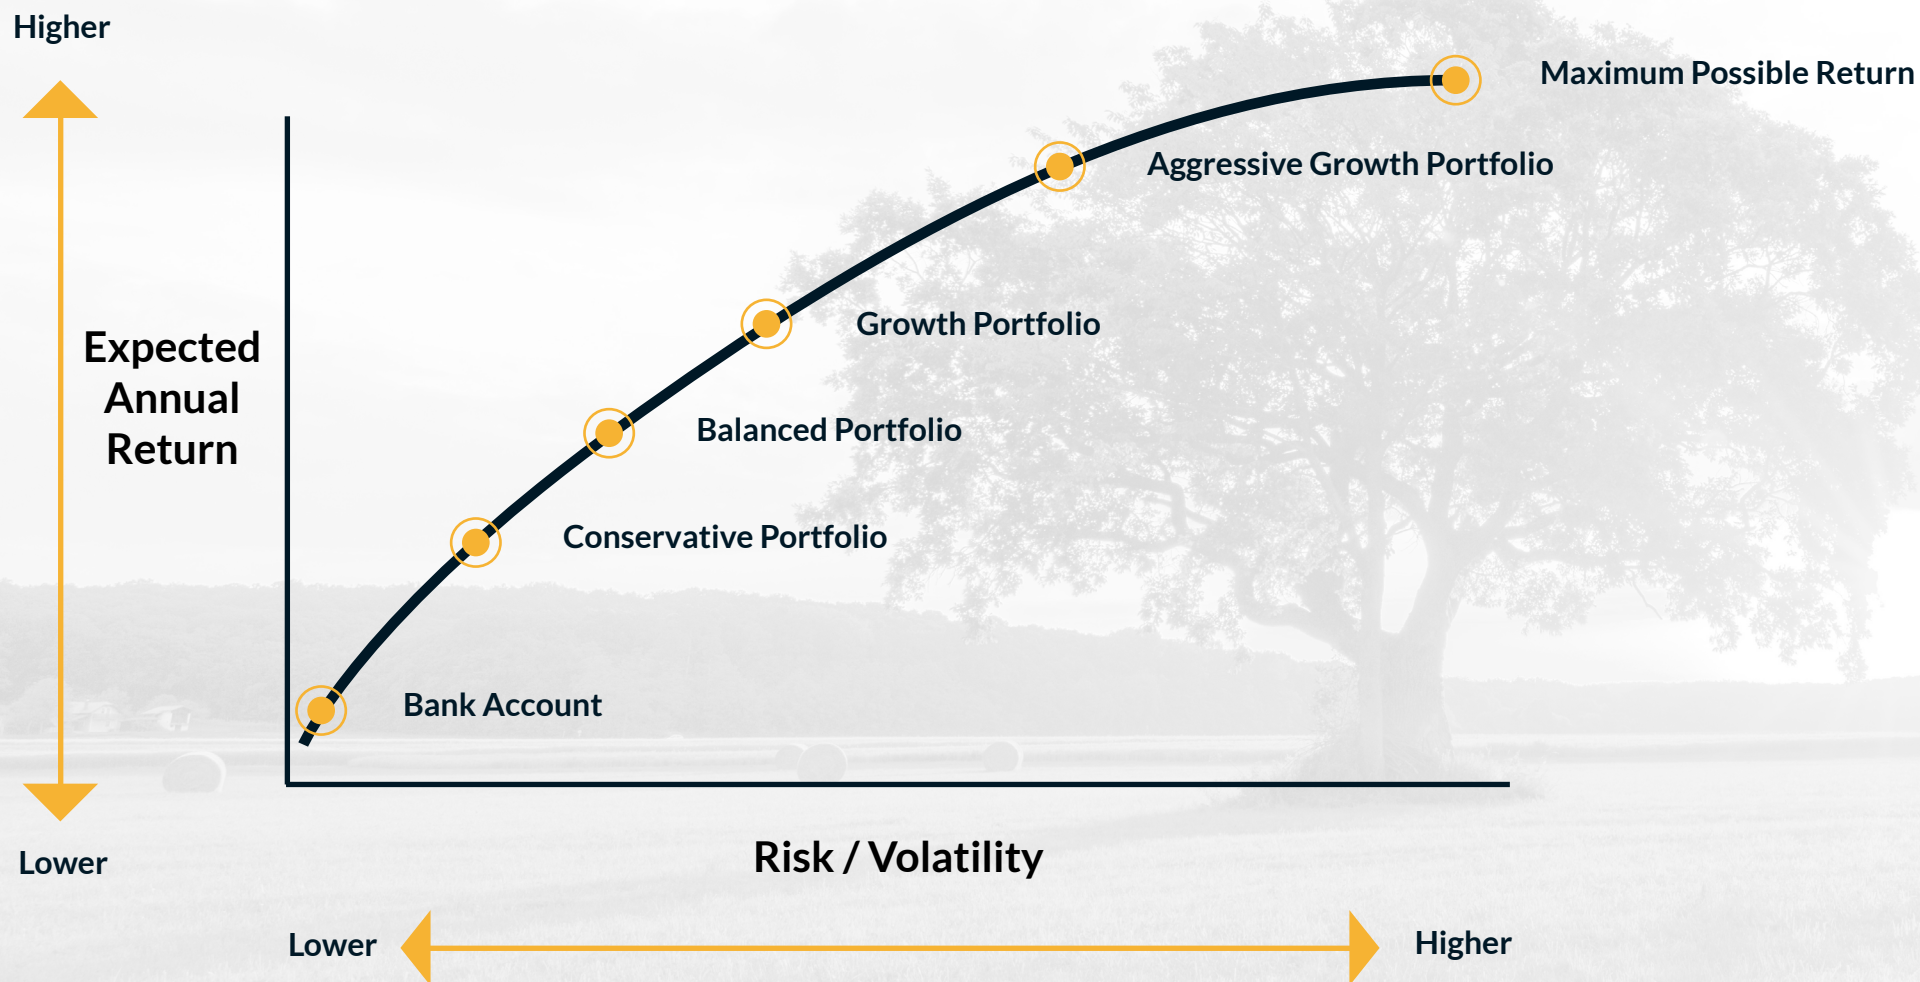 Higher
Maximum Possible Return
Aggressive Growth Portfolio
Growth Portfolio
Expected
Annual
Return
Balanced Portfolio
Conservative Portfolio
Bank Account
Lower
Risk / Volatility
Lower
Higher